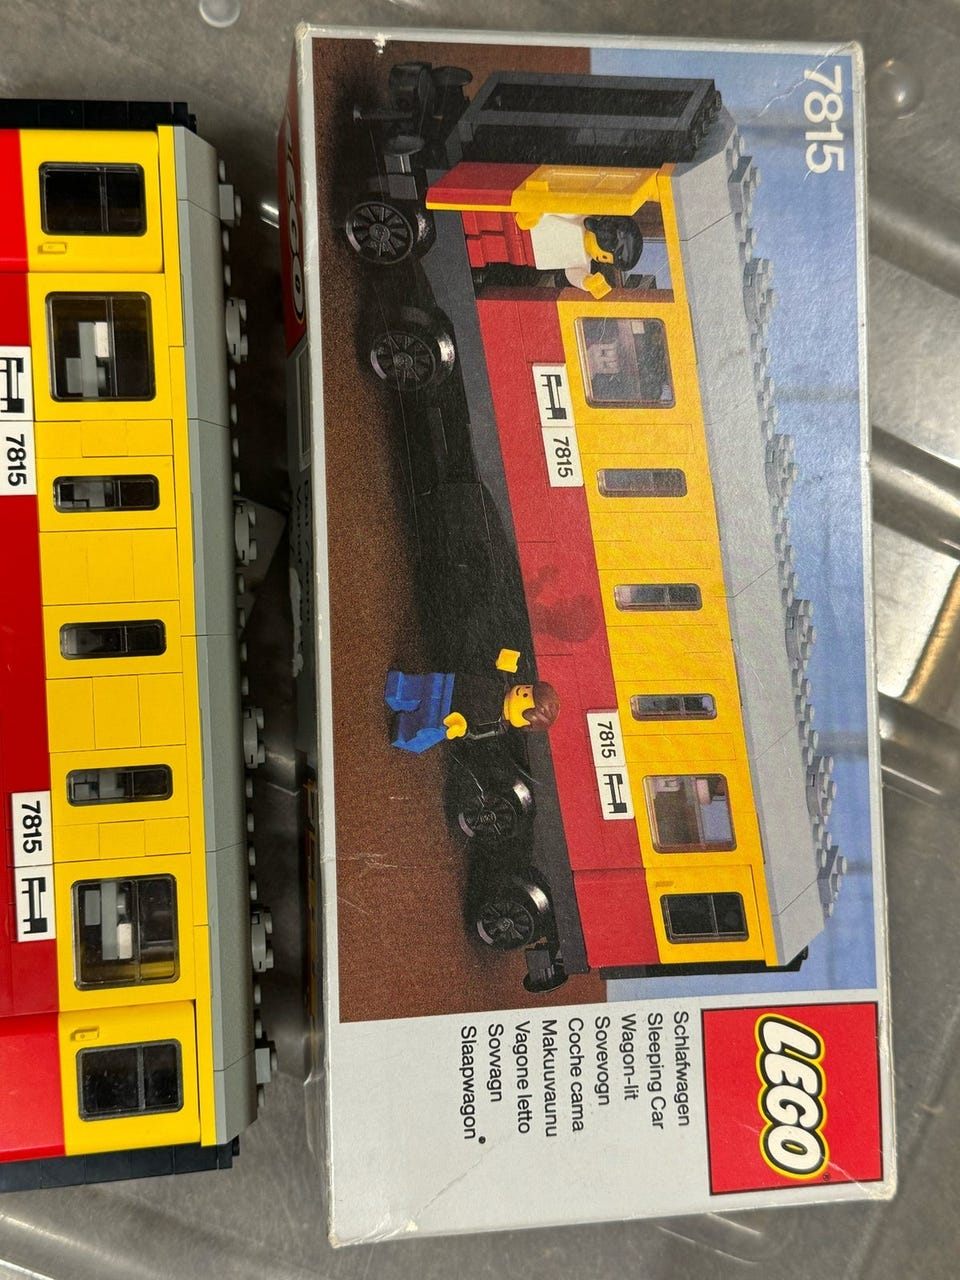 7815
7815
7815
LEGO®
Schlafwagen
Sleeping Car
Wagon-lit
Sovevogn
Coche cama
Makuuvaunu
Vagone letto
Sovvagn
Slaapwagon
7815
7815